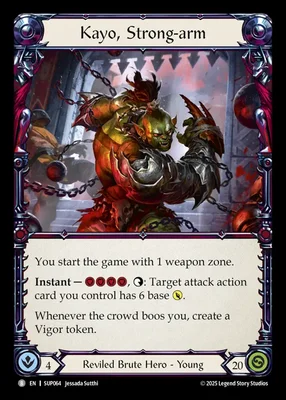 Kayo, Strong-arm
You start the game with 1 weapon zone.
Instant — , : Target attack action
card you control has 6 base .
Whenever the crowd boos you, create a
Vigor token.
4
Reviled Brute Hero - Young
20
EN | SUP064 Jessada Sutthi
© 2025 Legend Story Studios